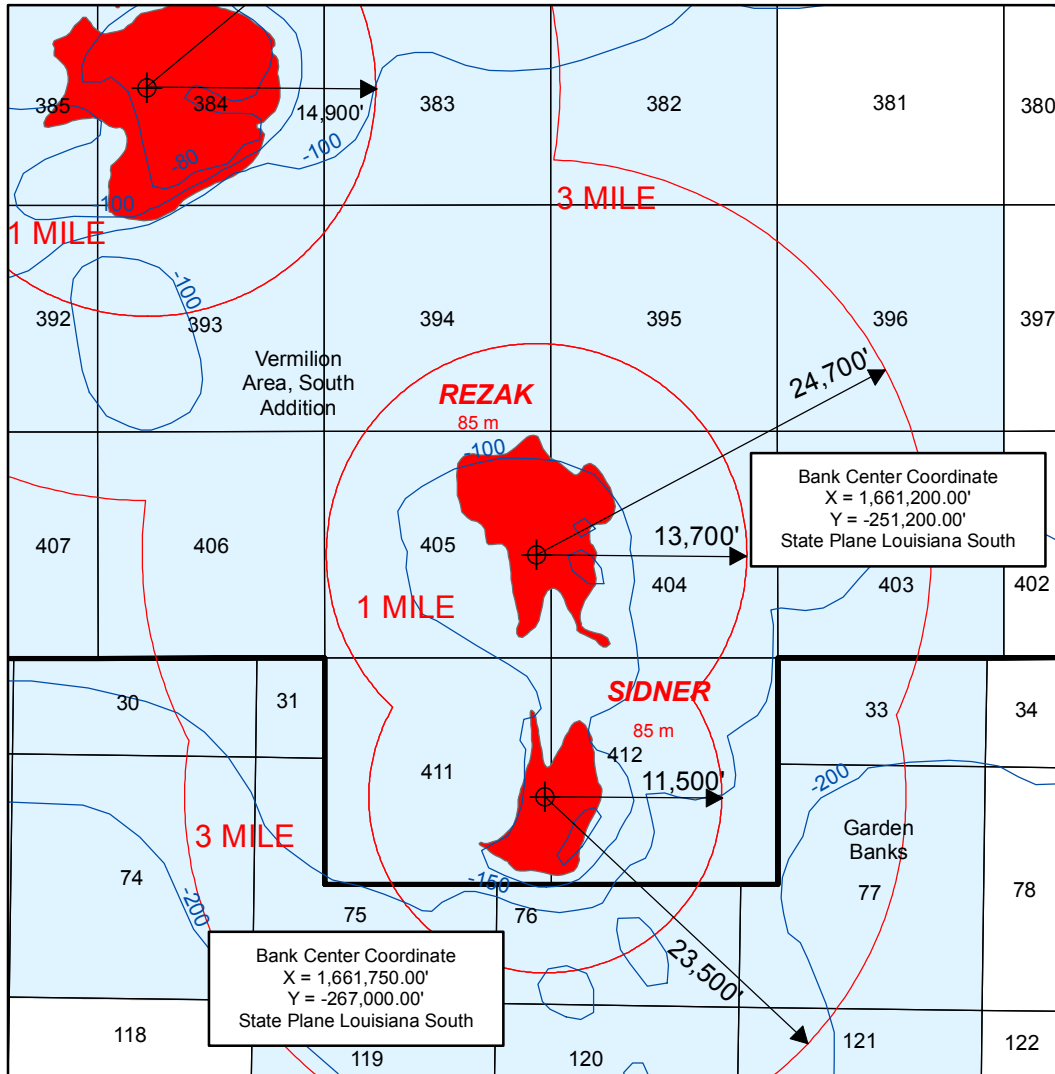 385
384
14,900'
383
382
381
380
-80
-100
-100
3 MILE
1 MILE
-100
392
393
394
395
396
397
Vermilion
Area, South
Addition
REZAK
85 m
24,700'
-100
Bank Center Coordinate
X = 1,661,200.00'
Y = -251,200.00'
State Plane Louisiana South
407
406
405
13,700'
404
403
402
1 MILE
30
31
SIDNER
85 m
33
34
411
412
11,500'
-200
3 MILE
Garden
Banks
74
-200
-150
75
76
77
78
23,500'
Bank Center Coordinate
X = 1,661,750.00'
Y = -267,000.00'
State Plane Louisiana South
118
119
120
121
122